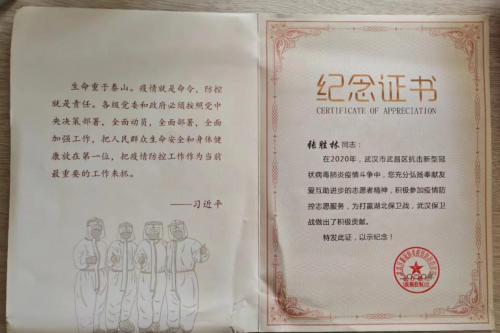 生命重于泰山。疫情就是命令，防控
就是责任。各级党委和政府必须按照党中
央决策部署，全面动员，全面部署，全面
加强工作，把人民群众生命安全和身体健
康放在第一位，把疫情防控工作作为当前
最重要的工作来抓。
——习近平
纪念证书
CERTIFICATE OF APPRECIATION
张胜林同志：
在2020年，武汉市武昌区抗击新型冠
状病毒肺炎疫情斗争中，您充分弘扬奉献友
爱互助进步的志愿者精神，积极参加疫情防
控志愿服务，为打赢湖北保卫战，武汉保卫
战做出了积极贡献。
特发此证，以示纪念！